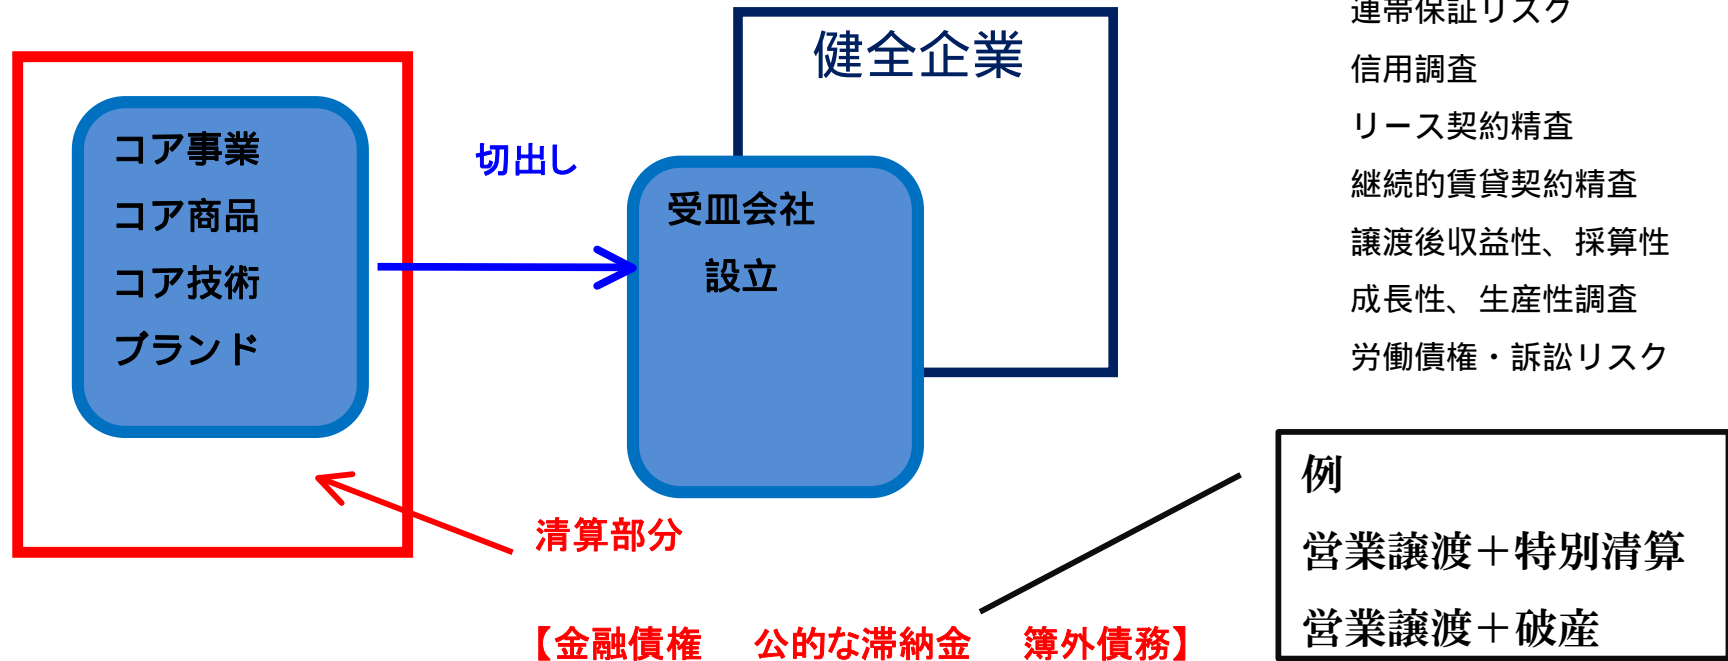 健全企業
コア事業
コア商品
コア技術
ブランド
切出し
受皿会社
設立
清算部分
【金融債権 公的な滞納金 簿外債務】
連帯保証リスク
信用調査
リース契約精査
継続的賃貸契約精査
譲渡後収益性、採算性
成長性、生産性調査
労働債権・訴訟リスク
例
営業譲渡＋特別清算
営業譲渡＋破産